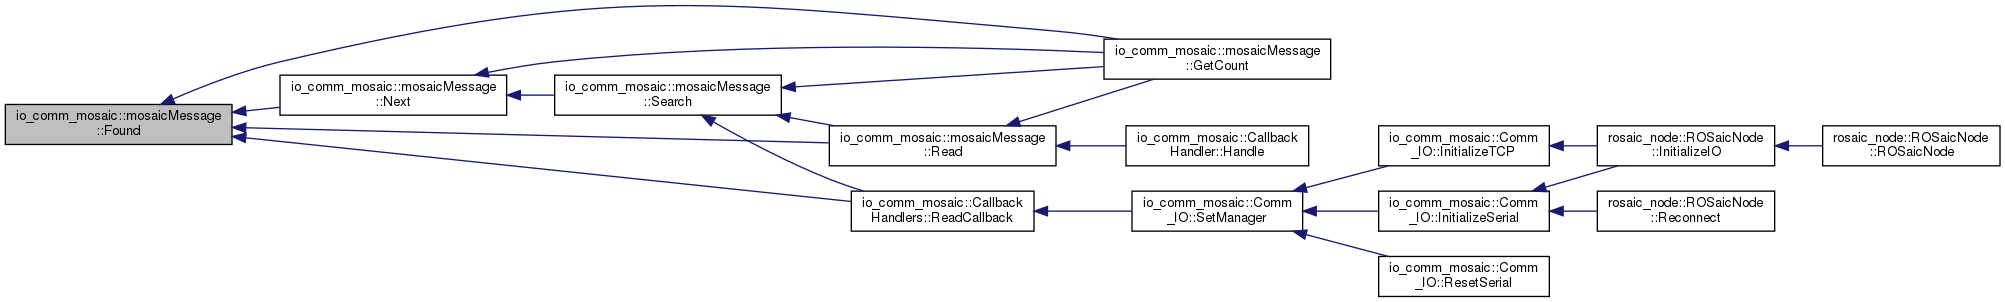 io_comm_mosaic::mosaicMessage
::Found
io_comm_mosaic::mosaicMessage
::Next
io_comm_mosaic::mosaicMessage
::Search
io_comm_mosaic::mosaicMessage
::GetCount
io_comm_mosaic::mosaicMessage
::Read
io_comm_mosaic::Callback
Handler::Handle
io_comm_mosaic::Callback
Handlers::ReadCallback
io_comm_mosaic::Comm
_IO::SetManager
io_comm_mosaic::Comm
_IO::InitializeTCP
io_comm_mosaic::Comm
_IO::InitializeSerial
io_comm_mosaic::Comm
_IO::ResetSerial
rosaic_node::ROSaicNode
::InitializeIO
rosaic_node::ROSaicNode
::Reconnect
rosaic_node::ROSaicNode
::ROSaicNode